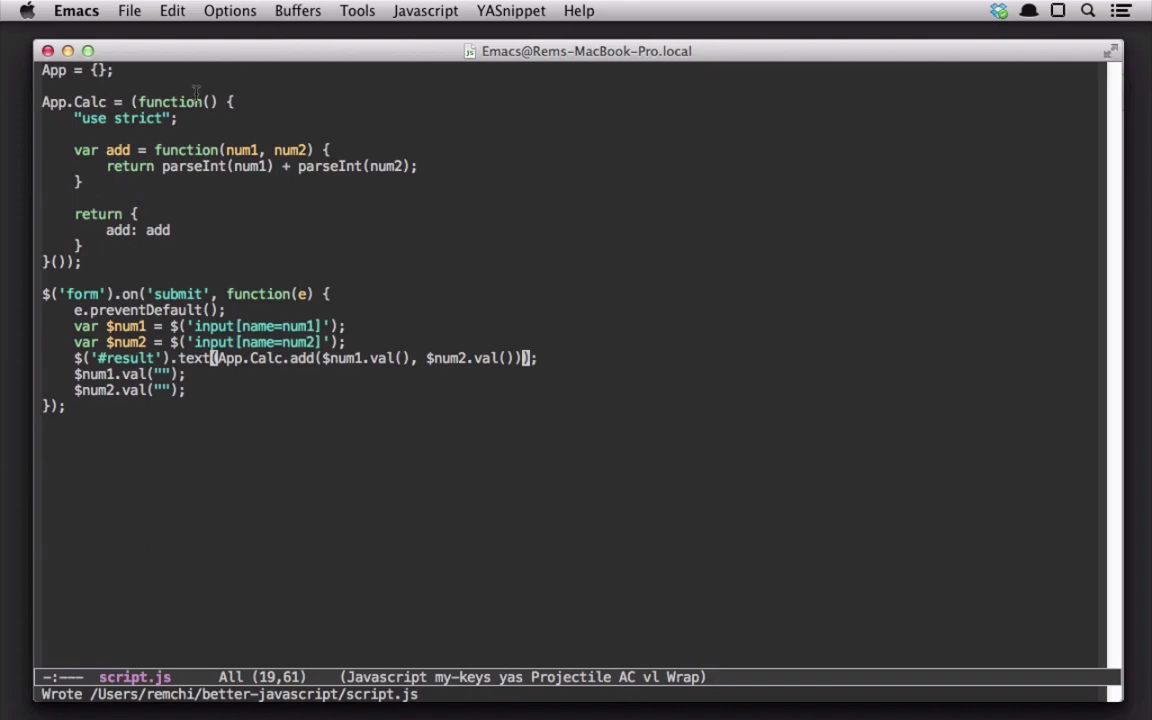 Emacs File Edit Options Buffers Tools Javascript YASnippet Help
Emacs@Rems-MacBook-Pro.local
App = {};
App.Calc = (function() {
    "use strict";
    var add = function(num1, num2) {
        return parseInt(num1) + parseInt(num2);
    }
    return {
        add: add
    }
}());
$('form').on('submit', function(e) {
    e.preventDefault();
    var $num1 = $('input[name=num1]');
    var $num2 = $('input[name=num2]');
    $('#result').text(App.Calc.add($num1.val(), $num2.val()));
    $num1.val("");
    $num2.val("");
});
-:--- script.js All (19,61) (Javascript my-keys yas Projectile AC vl Wrap)
Wrote /Users/remchi/better-javascript/script.js